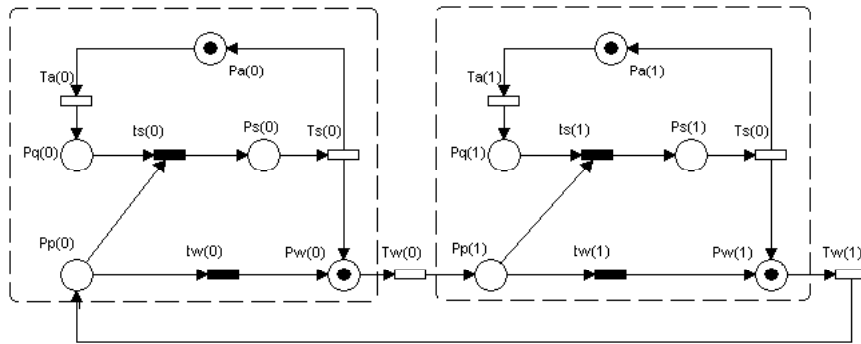 Ta(0)
Pa(0)
Pq(0)
ts(0)
Ps(0)
Ts(0)
Pp(0)
tw(0)
Pw(0)
Tw(0)
Ta(1)
Pa(1)
Pq(1)
ts(1)
Ps(1)
Ts(1)
Pp(1)
tw(1)
Pw(1)
Tw(1)